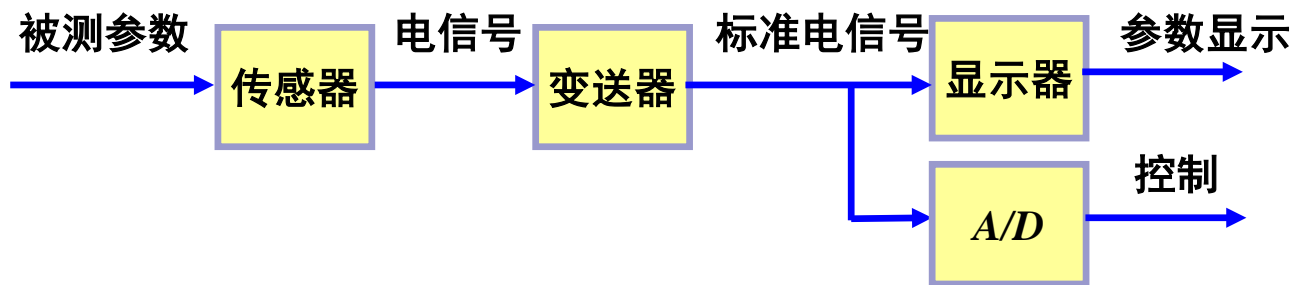 被测参数
电信号
标准电信号
参数显示
传感器
变送器
显示器
控制
A/D